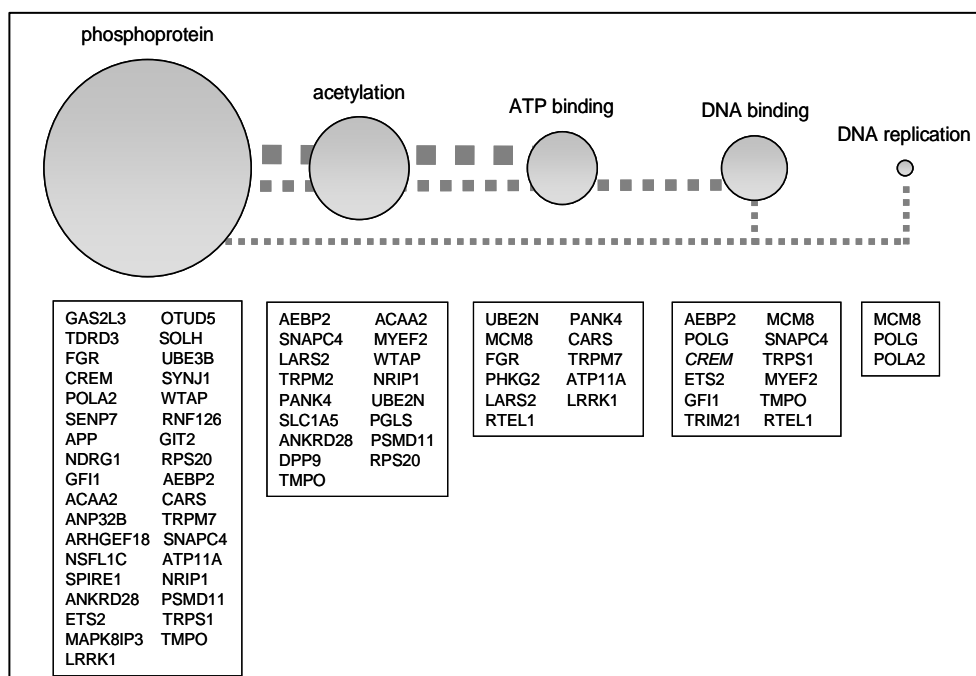 phosphoprotein
acetylation
ATP binding
DNA binding
DNA replication
GAS2L3 OTUD5
TDRD3 SOLH
FGR UBE3B
CREM SYNJ1
POLA2 WTAP
SENP7 RNF126
APP GIT2
NDRG1 RPS20
GFI1 AEBP2
ACAA2 CARS
ANP32B TRPM7
ARHGEF18 SNAPC4
NSFL1C ATP11A
SPIRE1 NRIP1
ANKRD28 PSMD11
ETS2 TRPS1
MAPK8IP3 TMPO
LRRK1
AEBP2 ACAA2
SNAPC4 MYEF2
LARS2 WTAP
TRPM2 NRIP1
PANK4 UBE2N
SLC1A5 PGLS
ANKRD28 PSMD11
DPP9 RPS20
TMPO
UBE2N PANK4
MCM8 CARS
FGR TRPM7
PHKG2 ATP11A
LARS2 LRRK1
RTEL1
AEBP2 MCM8
POLG SNAPC4
CREM TRPS1
ETS2 MYEF2
GFI1 TMPO
TRIM21 RTEL1
MCM8
POLG
POLA2